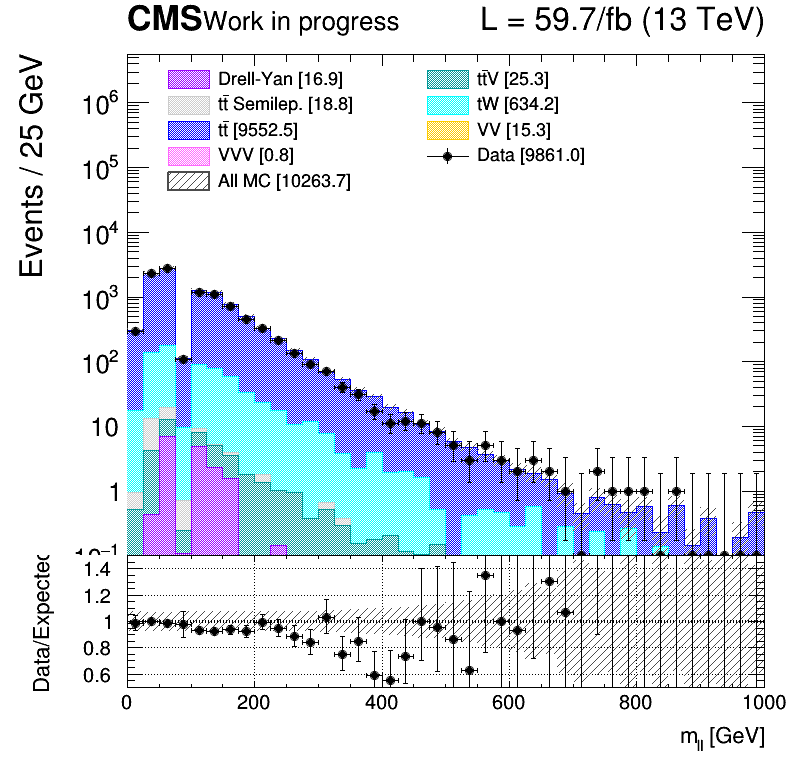 CMS Work in progress L = 59.7/fb (13 TeV)
Events / 25 GeV
Drell-Yan [16.9]
tt̄ Semilep. [18.8]
tt̄ [9552.5]
VVV [0.8]
All MC [10263.7]
tt̄V [25.3]
tW [634.2]
VV [15.3]
Data [9861.0]
10⁶
10⁵
10⁴
10³
10²
10
1
10⁻¹
Data/Expected
1.4
1.2
1
0.8
0.6
0 200 400 600 800 1000
m_ll [GeV]